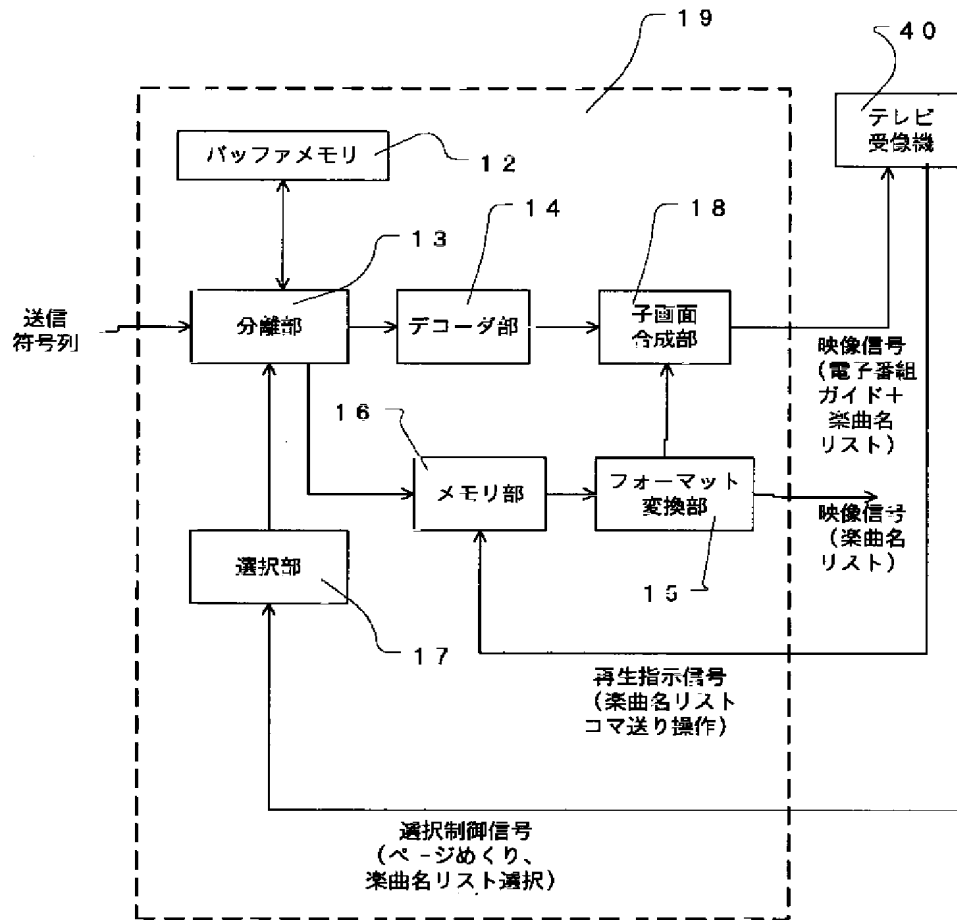 19
40
テレビ
受像機
バッファメモリ
12
13
14
18
送信
符号列
分離部
デコーダ部
子画面
合成部
映像信号
(電子番組
ガイド+
楽曲名
リスト)
16
メモリ部
フォーマット
変換部
映像信号
(楽曲名
リスト)
選択部
15
17
再生指示信号
(楽曲名リスト
コマ送り操作)
選択制御信号
(ページめくり、
楽曲名リスト選択)